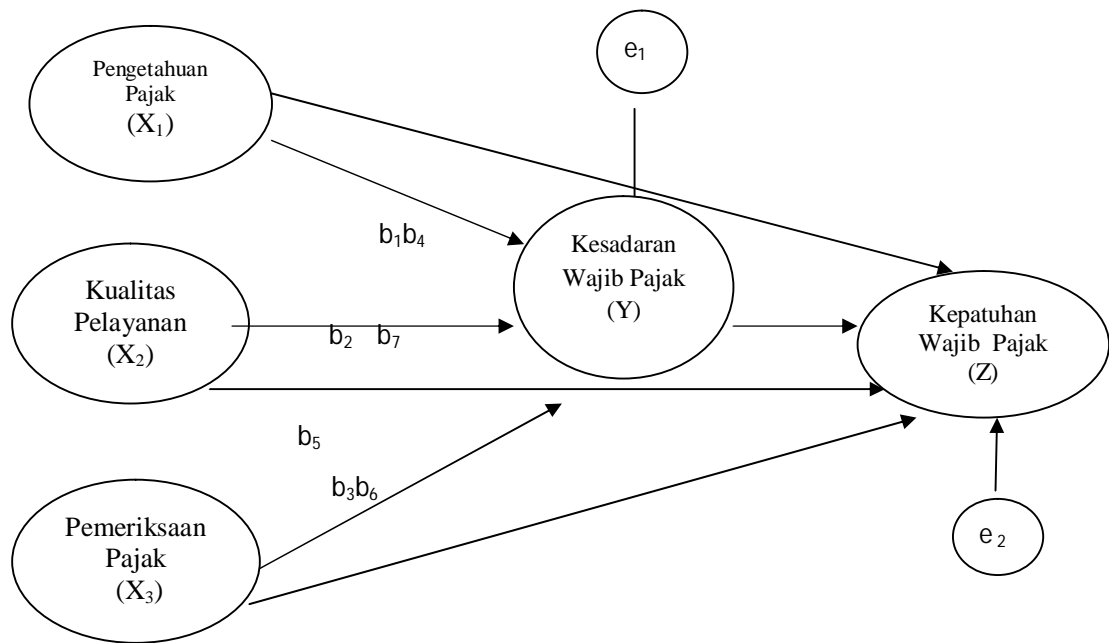 e₁
Pengetahuan
Pajak
(X₁)
b₁b₄
Kesadaran
Wajib Pajak
(Y)
Kualitas
Pelayanan
(X₂)
b₂ b₇
Kepatuhan
Wajib Pajak
(Z)
b₅
b₃b₆
Pemeriksaan
Pajak
(X₃)
e₂